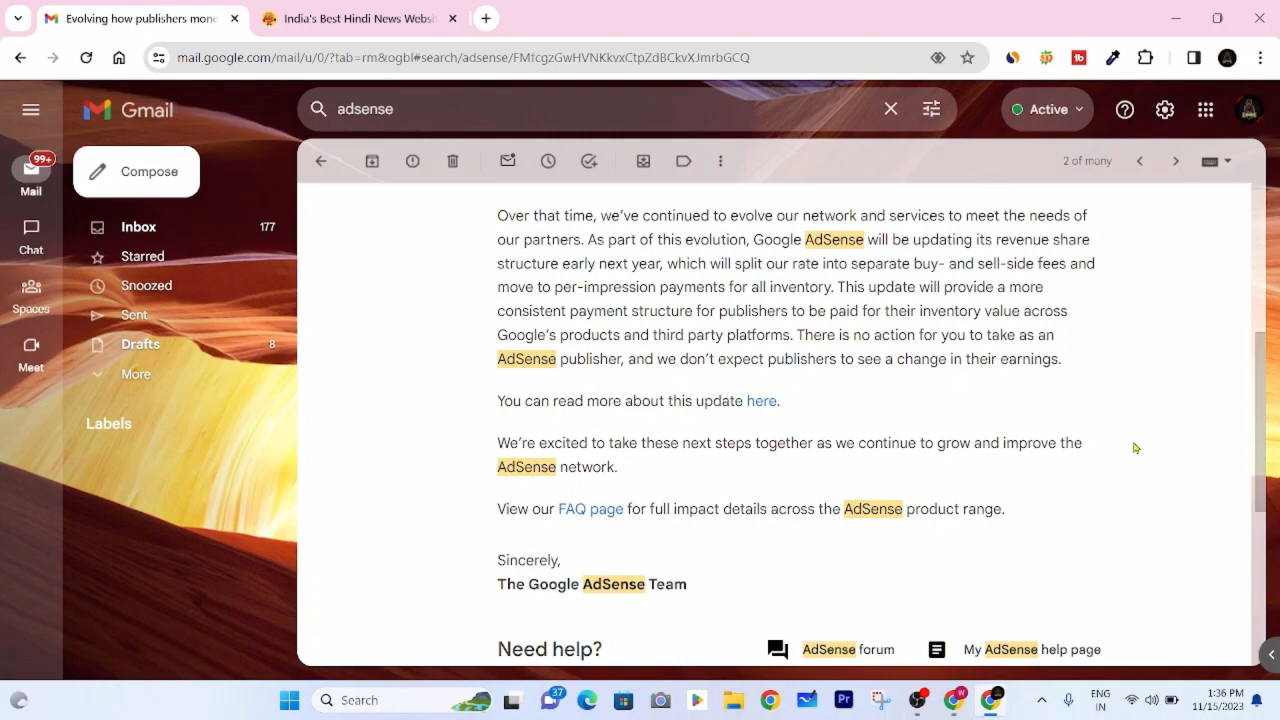 Evolving how publishers mone
India's Best Hindi News Websi
mail.google.com/mail/u/0/?tab=rm&ogbl#search/adsense/FMfcgzGwHVNKkvxCtpZdBCkvXJmrbGCQ
Gmail
adsense
Active
99+
Mail
Compose
2 of many
Chat
Spaces
Meet
Inbox 177
Starred
Snoozed
Sent
Drafts 8
More
Labels
Over that time, we've continued to evolve our network and services to meet the needs of
our partners. As part of this evolution, Google AdSense will be updating its revenue share
structure early next year, which will split our rate into separate buy- and sell-side fees and
move to per-impression payments for all inventory. This update will provide a more
consistent payment structure for publishers to be paid for their inventory value across
Google's products and third party platforms. There is no action for you to take as an
AdSense publisher, and we don't expect publishers to see a change in their earnings.
You can read more about this update here.
We're excited to take these next steps together as we continue to grow and improve the
AdSense network.
View our FAQ page for full impact details across the AdSense product range.
Sincerely,
The Google AdSense Team
Need help?
AdSense forum
My AdSense help page
Search
37
Pr
W
ENG
IN
1:36 PM
11/15/2023